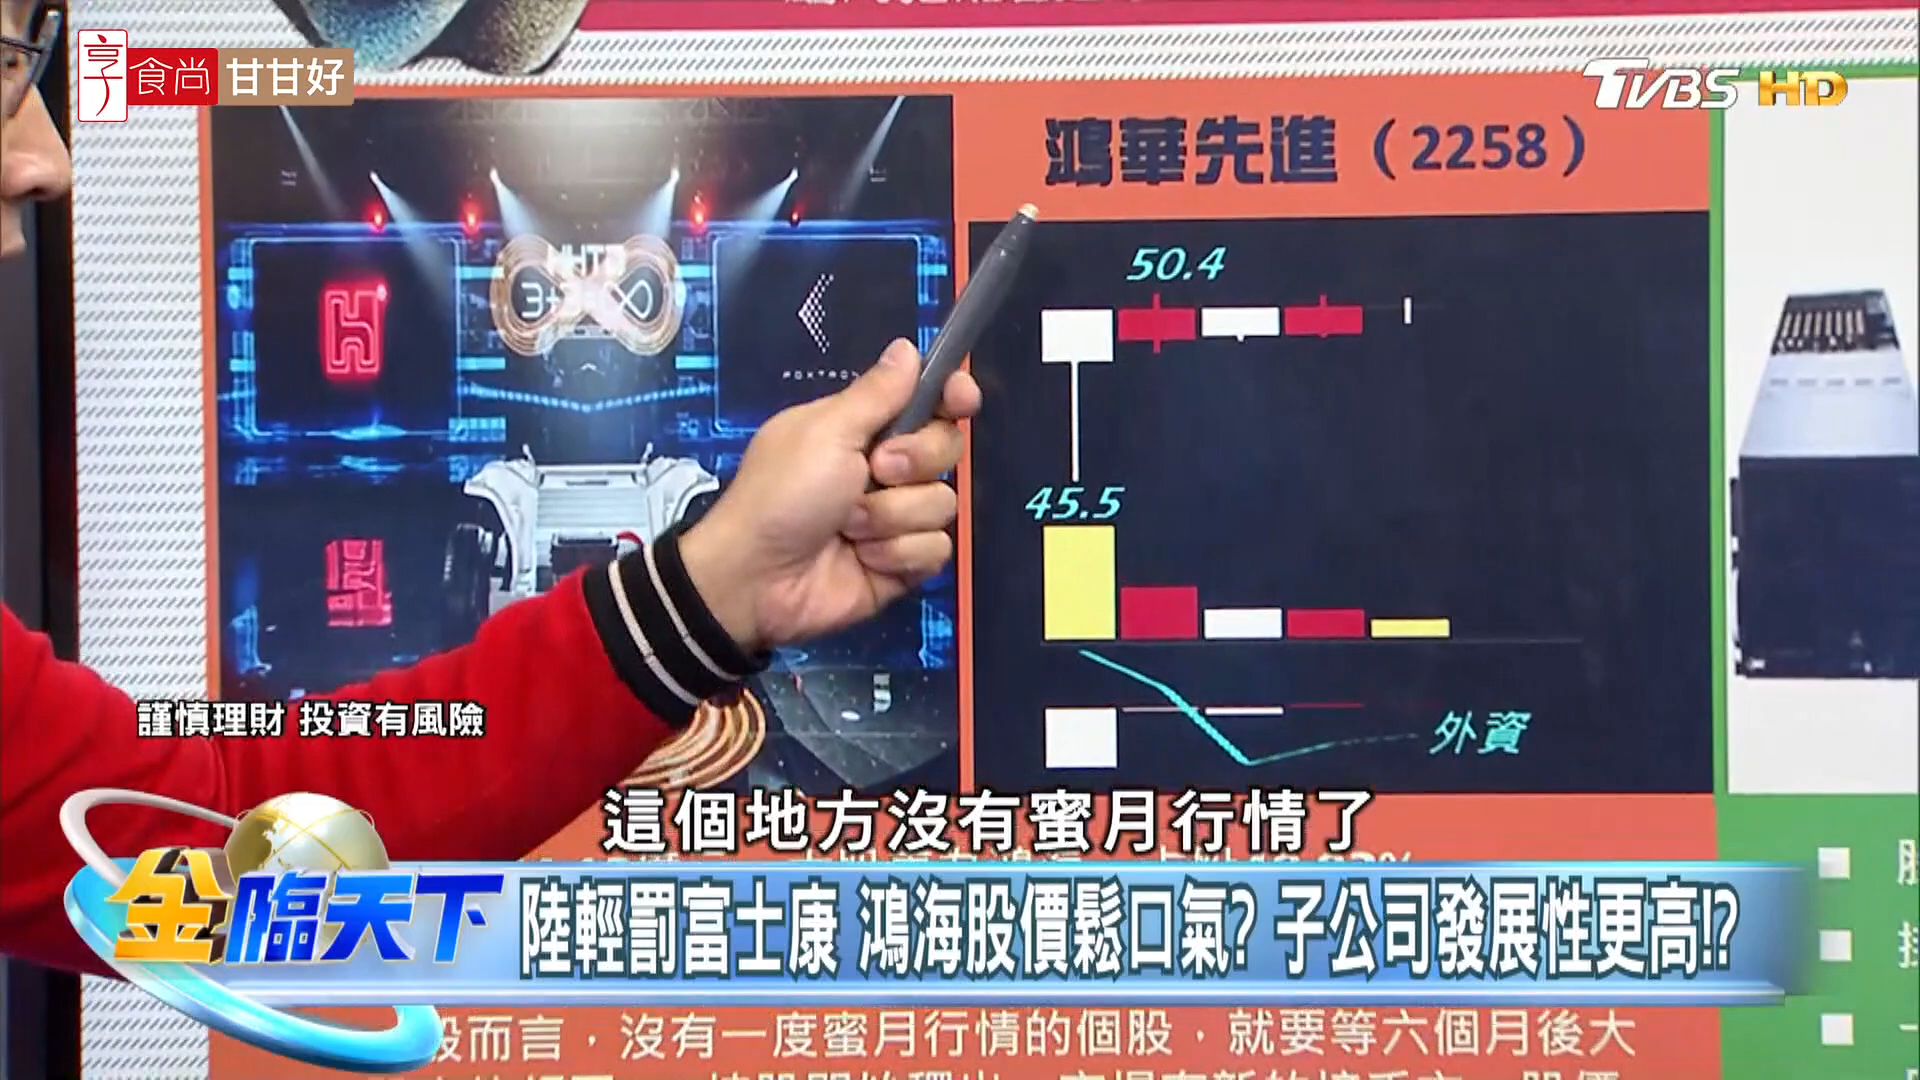 享
食尚 甘甘好
TVBS HD
鴻華先進（2258）
50.4
45.5
外資
謹慎理財 投資有風險
這個地方沒有蜜月行情了
金臨天下
陸輕罰富士康 鴻海股價鬆口氣? 子公司發展性更高!?
而言，沒有一度蜜月行情的個股，就要等六個月後大